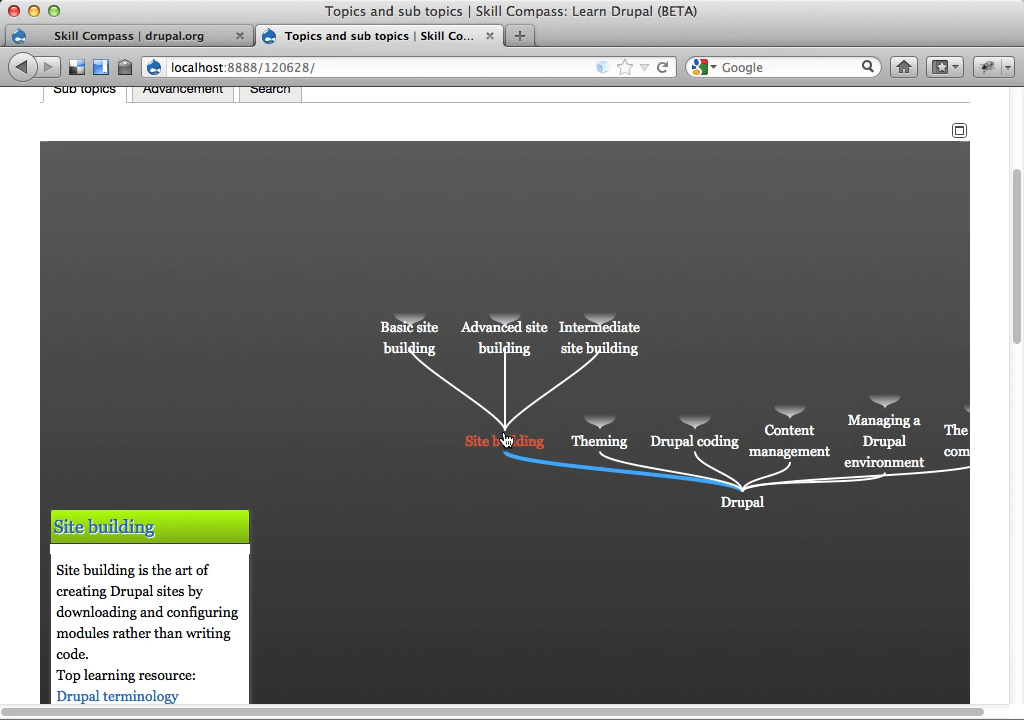 Topics and sub topics | Skill Compass: Learn Drupal (BETA)
Skill Compass | drupal.org
Topics and sub topics | Skill Co...
localhost:8888/120628/
Google
Sub topics
Advancement
Search
Basic site
building
Advanced site
building
Intermediate
site building
Site building
Theming
Drupal coding
Content
management
Managing a
Drupal
environment
The
com
Drupal
Site building
Site building is the art of
creating Drupal sites by
downloading and configuring
modules rather than writing
code.
Top learning resource:
Drupal terminology